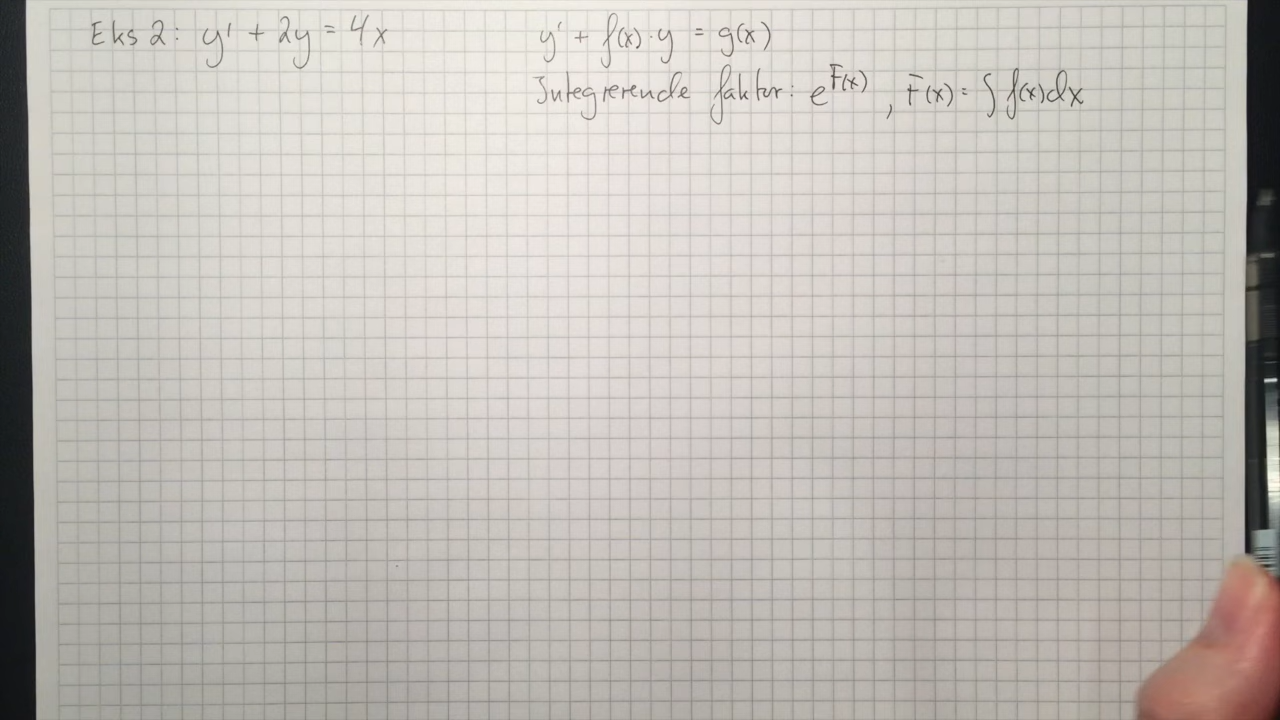 Eks 2: y' + 2y = 4x
y' + f(x)·y = g(x)
Integrerende faktor: e^F(x), F(x) = ∫ f(x)dx